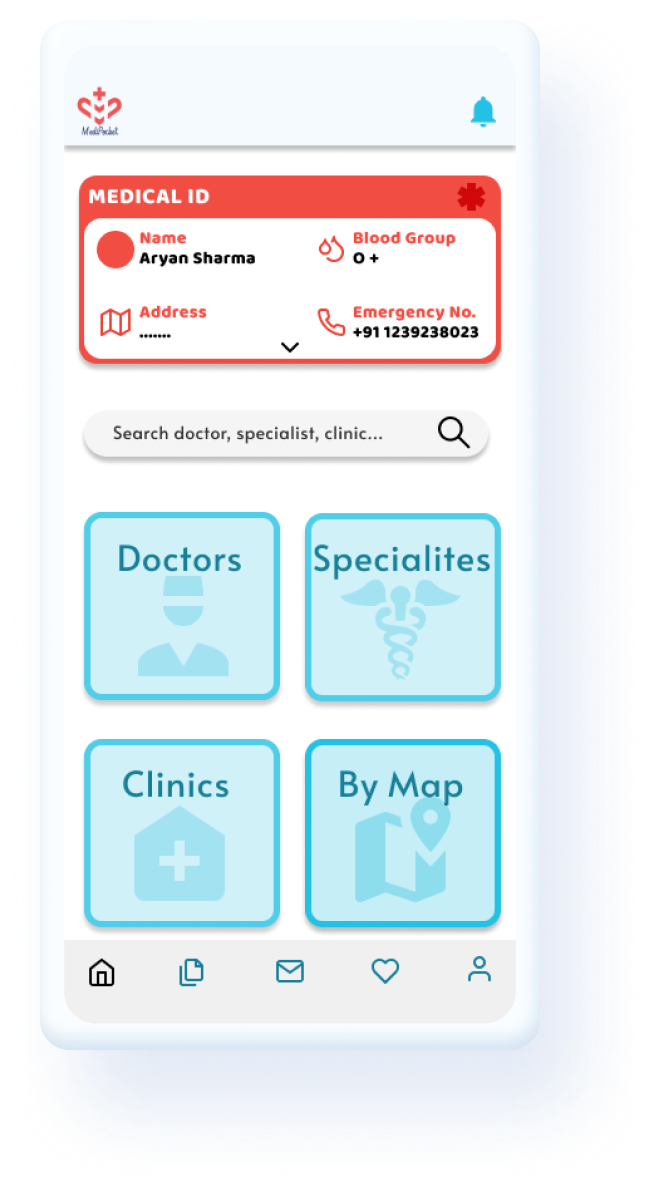 MediPocket
MEDICAL ID
Name
Aryan Sharma
Blood Group
O +
Address
.......
Emergency No.
+91 1239238023
Search doctor, specialist, clinic...
Doctors
Specialites
Clinics
By Map